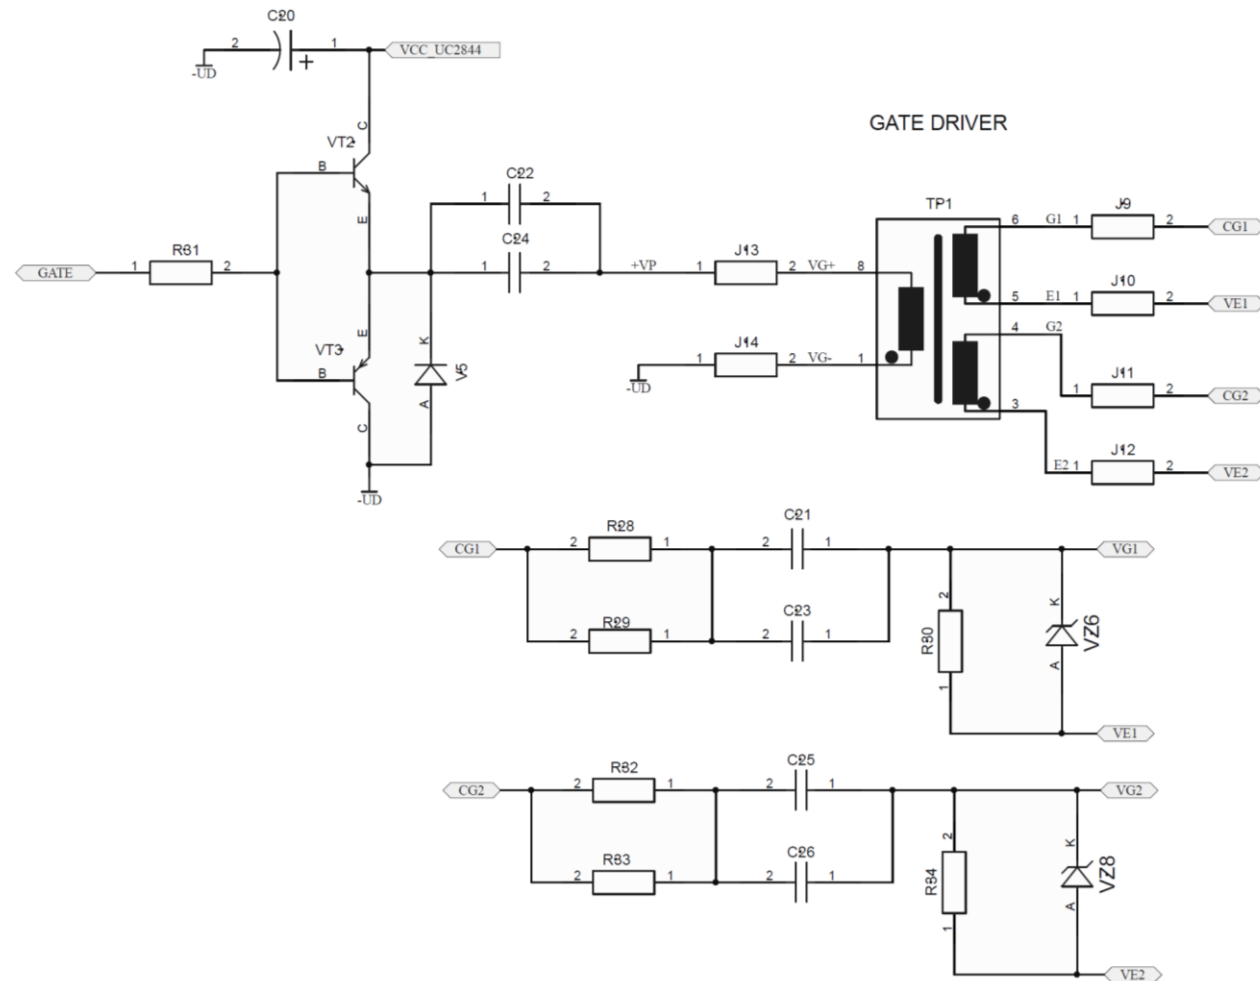 C20
2 1 VCC_UC2844
-UD
GATE DRIVER
C
VT2
B
E
C22
1 2
TP1
C24
R31
GATE 1 2
1 2 +VP 1 J13 2 VG+ 8
6 G1 1 J9 2 CG1
5 E1 1 J10 2 VE1
4 G2
1 J11 2 CG2
3
E2 1 J12 2 VE2
E
VT3
B
K
V5
A
C
-UD
-UD 1 J14 2 VG- 1
CG1 2 R28 1 2 C21 1 VG1
2 R29 1 2 C23 1
2 R30 1
K VZ6 A
VE1
CG2 2 R32 1 2 C25 1 VG2
2 R33 1 2 C26 1
2 R34 1
K VZ8 A
VE2